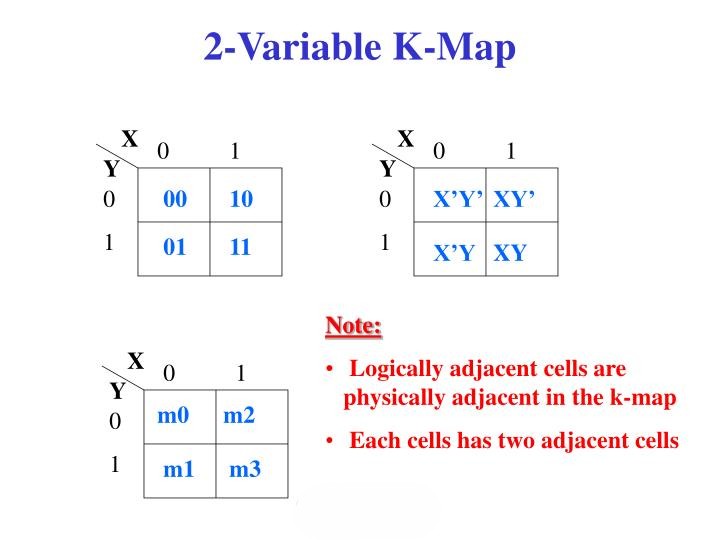 2-Variable K-Map
X
0 1
Y
0 00 10
1 01 11
X
0 1
Y
0 X’Y’ XY’
1 X’Y XY
X
0 1
Y
0 m0 m2
1 m1 m3
Note:
• Logically adjacent cells are
physically adjacent in the k-map
• Each cells has two adjacent cells